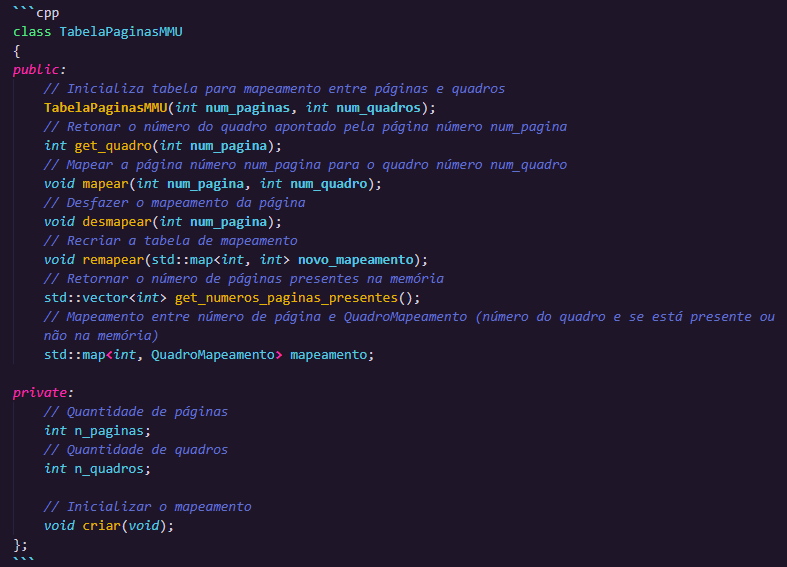 ```cpp
class TabelaPaginasMMU
{
public:
    // Inicializa tabela para mapeamento entre páginas e quadros
    TabelaPaginasMMU(int num_paginas, int num_quadros);
    // Retonar o número do quadro apontado pela página número num_pagina
    int get_quadro(int num_pagina);
    // Mapear a página número num_pagina para o quadro número num_quadro
    void mapear(int num_pagina, int num_quadro);
    // Desfazer o mapeamento da página
    void desmapear(int num_pagina);
    // Recriar a tabela de mapeamento
    void remapear(std::map<int, int> novo_mapeamento);
    // Retornar o número de páginas presentes na memória
    std::vector<int> get_numeros_paginas_presentes();
    // Mapeamento entre número de página e QuadroMapeamento (número do quadro e se está presente ou
    não na memória)
    std::map<int, QuadroMapeamento> mapeamento;

private:
    // Quantidade de páginas
    int n_paginas;
    // Quantidade de quadros
    int n_quadros;

    // Inicializar o mapeamento
    void criar(void);
};
```